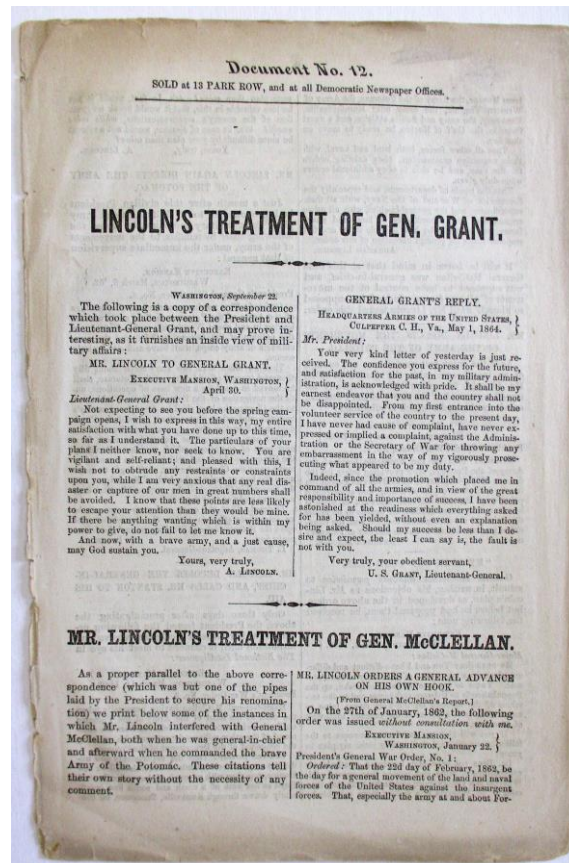 Document No. 12.
SOLD at 13 PARK ROW, and at all Democratic Newspaper Offices.
LINCOLN'S TREATMENT OF GEN. GRANT.
WASHINGTON, September 22.
The following is a copy of a correspondence
which took place between the President and
Lieutenant-General Grant, and may prove in-
teresting, as it furnishes an inside view of mili-
tary affairs :
MR. LINCOLN TO GENERAL GRANT.
EXECUTIVE MANSION, WASHINGTON, }
April 30. }
Lieutenant-General Grant :
Not expecting to see you before the spring cam-
paign opens, I wish to express in this way, my entire
satisfaction with what you have done up to this time,
so far as I understand it. The particulars of your
plans I neither know, nor seek to know. You are
vigilant and self-reliant; and pleased with this, I
wish not to obtrude any restraints or constraints
upon you, while I am very anxious that any real dis-
aster or capture of our men in great numbers shall
be avoided. I know that these points are less likely
to escape your attention than they would be mine.
If there be anything wanting which is within my
power to give, do not fail to let me know it.
And now, with a brave army, and a just cause,
may God sustain you.
Yours, very truly,
A. LINCOLN.
GENERAL GRANT'S REPLY.
HEADQUARTERS ARMIES OF THE UNITED STATES, }
CULPEPPER C. H., Va., May 1, 1864. }
Mr. President :
Your very kind letter of yesterday is just re-
ceived. The confidence you express for the future,
and satisfaction for the past, in my military admin-
istration, is acknowledged with pride. It shall be my
earnest endeavor that you and the country shall not
be disappointed. From my first entrance into the
volunteer service of the country to the present day,
I have never had cause of complaint, have never ex-
pressed or implied a complaint, against the Adminis-
tration or the Secretary of War for throwing any
embarrassment in the way of my vigorously prose-
cuting what appeared to be my duty.
Indeed, since the promotion which placed me in
command of all the armies, and in view of the great
responsibility and importance of success, I have been
astonished at the readiness which everything asked
for has been yielded, without even an explanation
being asked. Should my success be less than I de-
sire and expect, the least I can say is, the fault is
not with you.
Very truly, your obedient servant,
U. S. GRANT, Lieutenant-General.
MR. LINCOLN'S TREATMENT OF GEN. McCLELLAN.
As a proper parallel to the above corre-
spondence (which was but one of the pipes
laid by the President to secure his renomina-
tion) we print below some of the instances in
which Mr. Lincoln interfered with General
McClellan, both when he was general-in-chief
and afterward when he commanded the brave
Army of the Potomac. These citations tell
their own story without the necessity of any
comment.
MR. LINCOLN ORDERS A GENERAL ADVANCE
ON HIS OWN HOOK.
[From General McClellan's Report.]
On the 27th of January, 1862, the following
order was issued without consultation with me.
EXECUTIVE MANSION, }
WASHINGTON, January 22. }
President's General War Order, No. 1 :
Ordered : That the 22d day of February, 1862, be
the day for a general movement of the land and naval
forces of the United States against the insurgent
forces. That, especially the army at and about For-